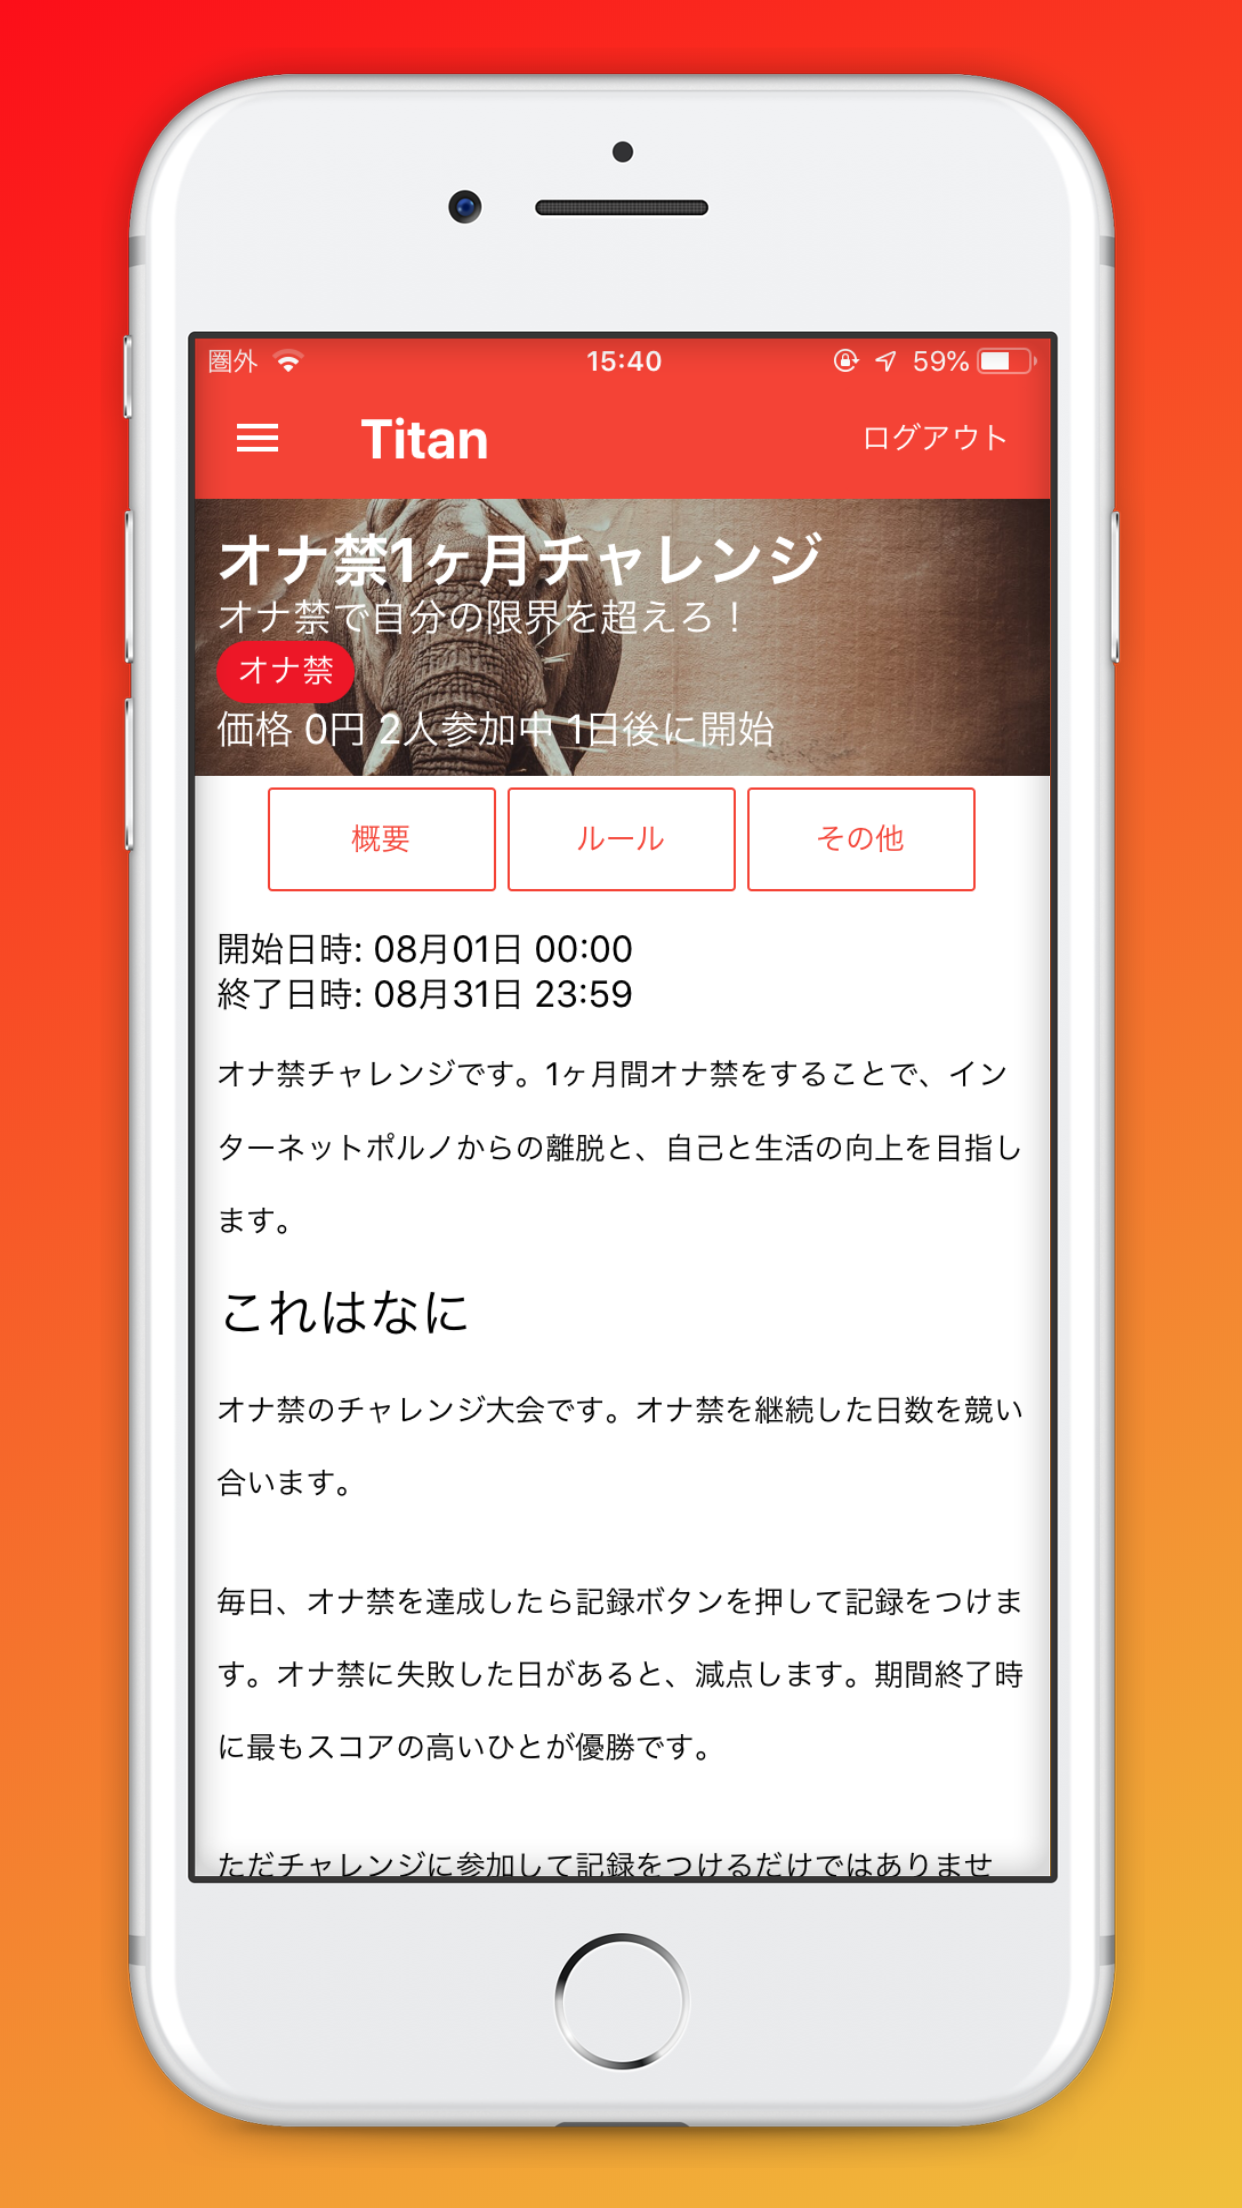 圏外 15:40 59%
Titan ログアウト
オナ禁1ヶ月チャレンジ
オナ禁で自分の限界を超えろ！
オナ禁
価格 0円 2人参加中 1日後に開始
概要 ルール その他
開始日時: 08月01日 00:00
終了日時: 08月31日 23:59
オナ禁チャレンジです。1ヶ月間オナ禁をすることで、イン
ターネットポルノからの離脱と、自己と生活の向上を目指し
ます。
これはなに
オナ禁のチャレンジ大会です。オナ禁を継続した日数を競い
合います。
毎日、オナ禁を達成したら記録ボタンを押して記録をつけま
す。オナ禁に失敗した日があると、減点します。期間終了時
に最もスコアの高いひとが優勝です。
ただチャレンジに参加して記録をつけるだけではありませ